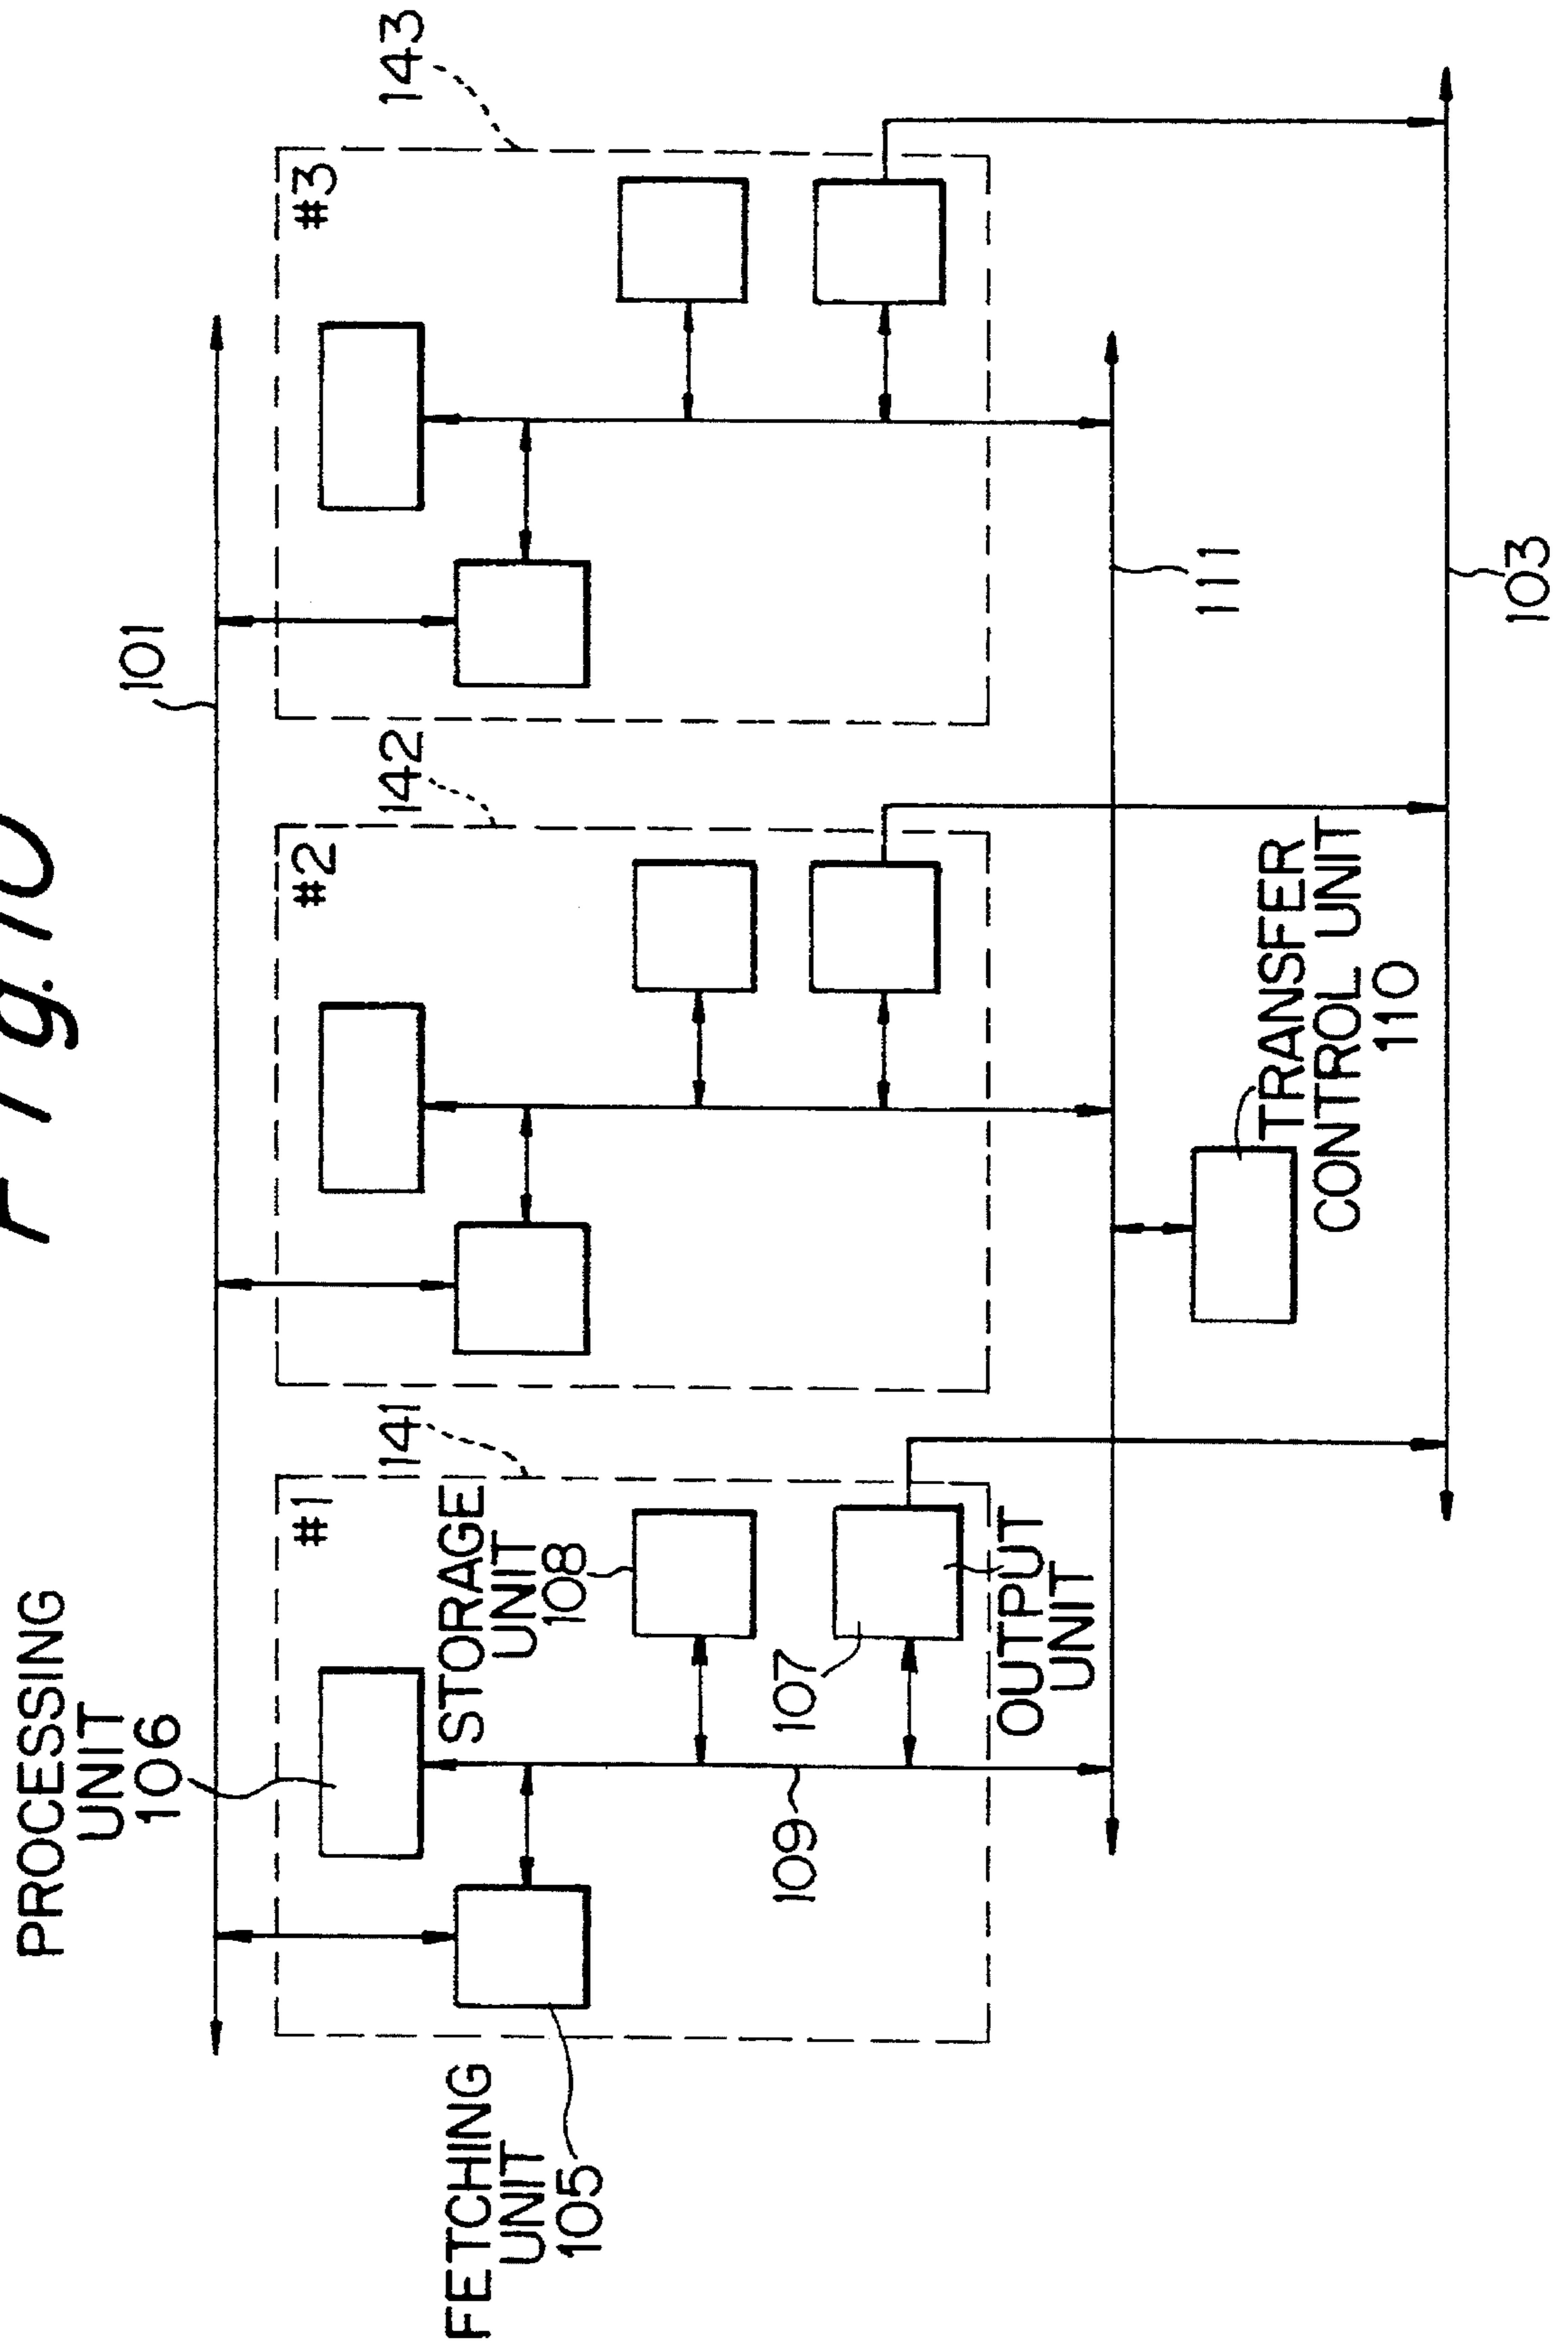 Fig.10
PROCESSING
UNIT
106
101
#1
141
#2
142
#3
143
FETCHING
UNIT
105
STORAGE
UNIT
108
107
109
OUTPUT
UNIT
111
TRANSFER
CONTROL UNIT
110
103